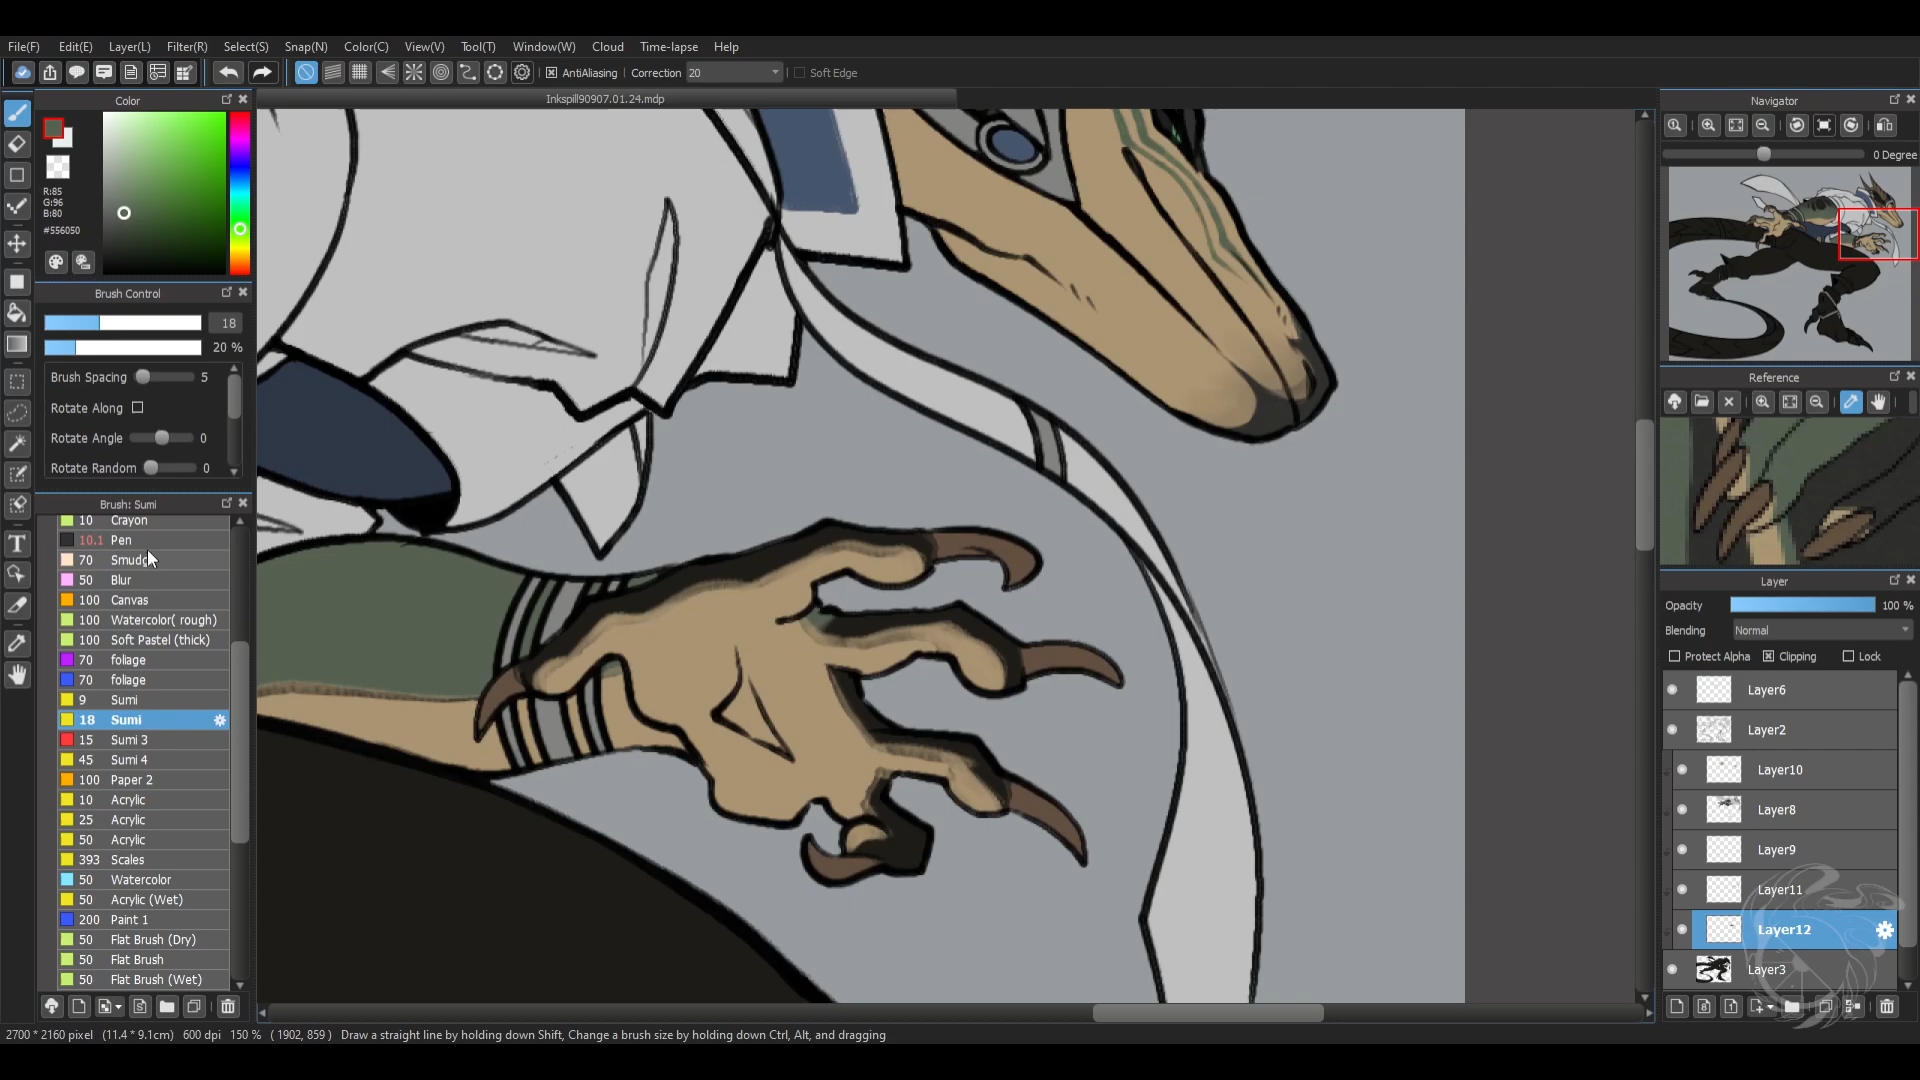 File(F) Edit(E) Layer(L) Filter(R) Select(S) Snap(N) Color(C) View(V) Tool(T) Window(W) Cloud Time-lapse Help
AntiAliasing Correction 20 Soft Edge
Color
R:85
G:96
B:80
#556050
Brush Control
18
20 %
Brush Spacing 5
Rotate Along
Rotate Angle 0
Rotate Random 0
Brush: Sumi
10 Crayon
10.1 Pen
70 Smudg
50 Blur
100 Canvas
100 Watercolor( rough)
100 Soft Pastel (thick)
70 foliage
70 foliage
9 Sumi
18 Sumi
15 Sumi 3
45 Sumi 4
100 Paper 2
10 Acrylic
25 Acrylic
50 Acrylic
393 Scales
50 Watercolor
50 Acrylic (Wet)
200 Paint 1
50 Flat Brush (Dry)
50 Flat Brush
50 Flat Brush (Wet)
Inkspill90907.01.24.mdp
Navigator
0 Degree
Reference
Layer
Opacity 100 %
Blending Normal
Protect Alpha Clipping Lock
Layer6
Layer2
Layer10
Layer8
Layer9
Layer11
Layer12
Layer3
2700 * 2160 pixel (11.4 * 9.1cm) 600 dpi 150 % ( 1902, 859 ) Draw a straight line by holding down Shift, Change a brush size by holding down Ctrl, Alt, and dragging